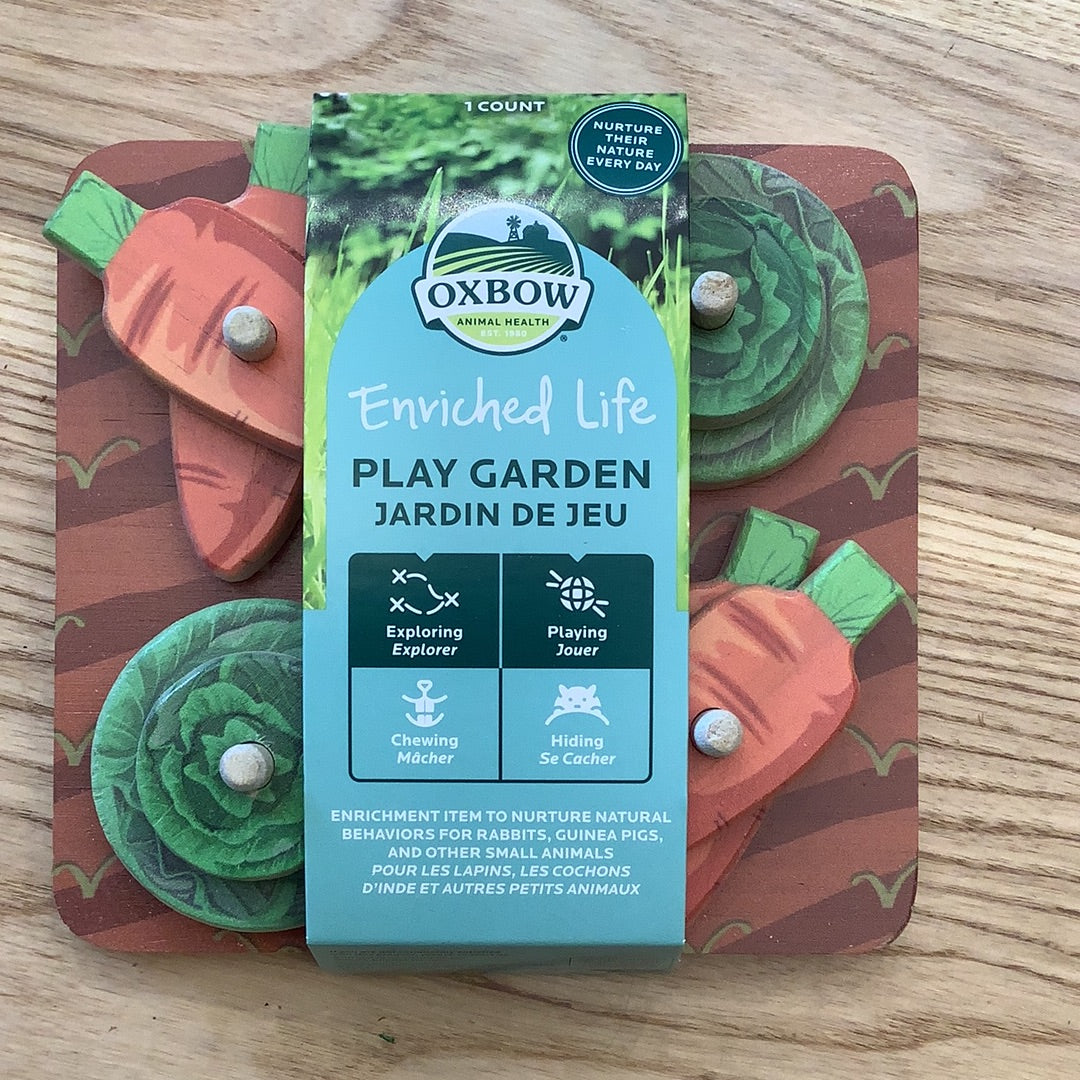 1 COUNT
NURTURE
THEIR
NATURE
EVERY DAY
OXBOW
ANIMAL HEALTH
EST. 1980
®
Enriched Life
PLAY GARDEN
JARDIN DE JEU
Exploring
Explorer
Playing
Jouer
Chewing
Mâcher
Hiding
Se Cacher
ENRICHMENT ITEM TO NURTURE NATURAL
BEHAVIORS FOR RABBITS, GUINEA PIGS,
AND OTHER SMALL ANIMALS
POUR LES LAPINS, LES COCHONS
D'INDE ET AUTRES PETITS ANIMAUX